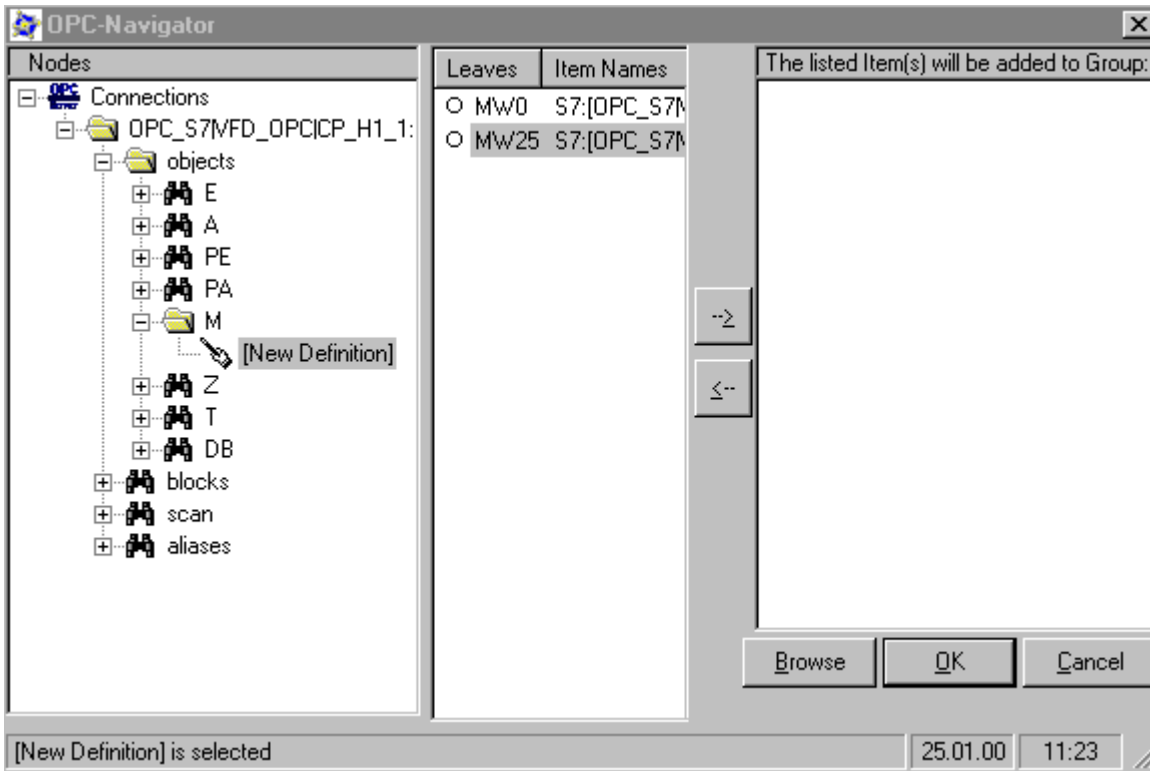 OPC-Navigator
Nodes
OPC
Connections
OPC_S7|VFD_OPC|CP_H1_1:
objects
E
A
PE
PA
M
[New Definition]
Z
T
DB
blocks
scan
aliases
Leaves Item Names
MW0 S7:[OPC_S7|
MW25 S7:[OPC_S7|
-->
<--
The listed Item(s) will be added to Group:
Browse OK Cancel
[New Definition] is selected 25.01.00 11:23